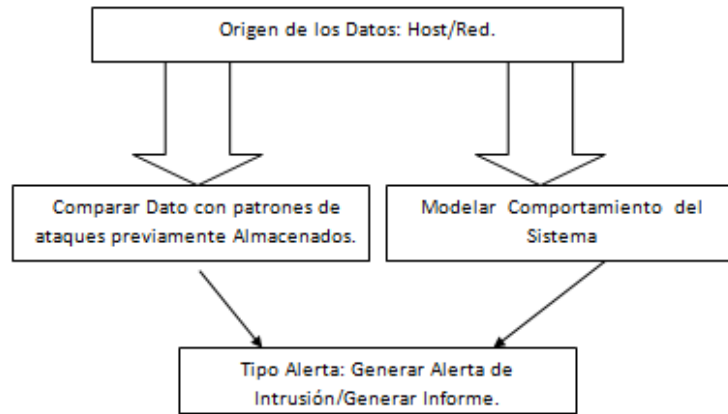 Origen de los Datos: Host/Red.
Comparar Dato con patrones de
ataques previamente Almacenados.
Modelar Comportamiento del
Sistema
Tipo Alerta: Generar Alerta de
Intrusión/Generar Informe.